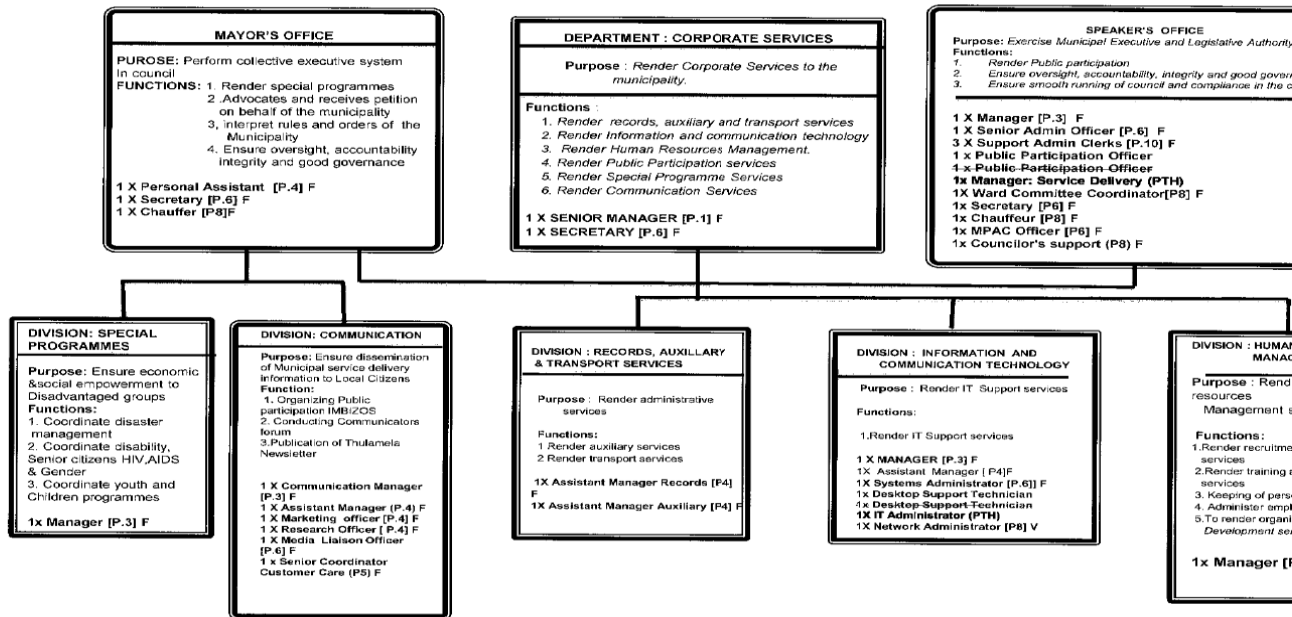 MAYOR'S OFFICE
PUROSE: Perform collective executive system
In council
FUNCTIONS: 1. Render special programmes
2 .Advocates and receives petition
on behalf of the municipality
3, interpret rules and orders of the
Municipality
4. Ensure oversight, accountability
integrity and good governance
1 X Personal Assistant [P.4] F
1 X Secretary [P.6] F
1 X Chauffer [P8]F
DEPARTMENT : CORPORATE SERVICES
Purpose : Render Corporate Services to the
municipality.
Functions :
1. Render records, auxiliary and transport services
2. Render Information and communication technology
3. Render Human Resources Management.
4. Render Public Participation services
5. Render Special Programme Services
6. Render Communication Services
1 X SENIOR MANAGER [P.1] F
1 X SECRETARY [P.6] F
SPEAKER'S OFFICE
Purpose: Exercise Municipal Executive and Legislative Authority
Functions:
1. Render Public participation
2. Ensure oversight, accountability, integrity and good govern
3. Ensure smooth running of council and compliance in the c
1 X Manager [P.3] F
1 X Senior Admin Officer [P.6] F
3 X Support Admin Clerks [P.10] F
1 x Public Participation Officer
1 x Public Participation Officer
1x Manager: Service Delivery (PTH)
1X Ward Committee Coordinator[P8] F
1x Secretary [P6] F
1x Chauffeur [P8] F
1x MPAC Officer [P6] F
1x Councilor's support (P8) F
DIVISION: SPECIAL
PROGRAMMES
Purpose: Ensure economic
&social empowerment to
Disadvantaged groups
Functions:
1. Coordinate disaster
management
2. Coordinate disability,
Senior citizens HIV,AIDS
& Gender
3. Coordinate youth and
Children programmes
1x Manager [P.3] F
DIVISION: COMMUNICATION
Purpose: Ensure dissemination
of Municipal service delivery
information to Local Citizens
Function:
1. Organizing Public
participation IMBIZOS
2. Conducting Communicators
forum
3.Publication of Thulamela
Newsletter
1 X Communication Manager
[P.3] F
1 X Assistant Manager (P.4) F
1 X Marketing officer [P.4] F
1 X Research Officer [ P.4] F
1 X Media Liaison Officer
[P.6] F
1 x Senior Coordinator
Customer Care (P5) F
DIVISION : RECORDS, AUXILLARY
& TRANSPORT SERVICES
Purpose : Render administrative
services
Functions:
1 Render auxiliary services
2 Render transport services
1X Assistant Manager Records [P4]
F
1X Assistant Manager Auxiliary [P4] F
DIVISION : INFORMATION AND
COMMUNICATION TECHNOLOGY
Purpose : Render IT Support services
Functions:
1.Render IT Support services
1 X MANAGER [P.3] F
1X Assistant Manager [ P4]F
1X Systems Administrator [P.6]] F
1x Desktop Support Technician
1x Desktop Support Technician
1X IT Administrator (PTH)
1X Network Administrator [P8] V
DIVISION : HUMAN
MANAG
Purpose : Rend
resources
Management s
Functions:
1.Render recruitme
services
2.Render training a
services
3. Keeping of perso
4. Administer empl
5.To render organi
Development ser
1x Manager [P